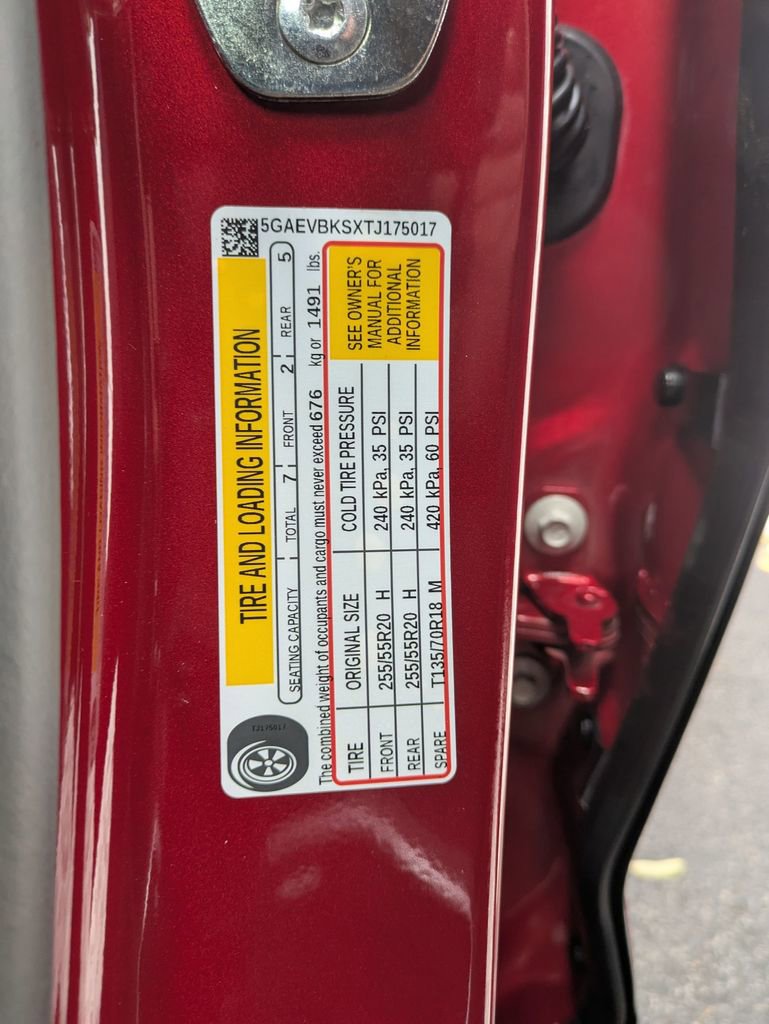 5GAEVBKSXTJ175017
TIRE AND LOADING INFORMATION
SEATING CAPACITY TOTAL 7 FRONT 2 REAR 5
The combined weight of occupants and cargo must never exceed 676 kg or 1491 lbs.
TIRE ORIGINAL SIZE COLD TIRE PRESSURE
FRONT 255/55R20 H 240 kPa, 35 PSI
REAR 255/55R20 H 240 kPa, 35 PSI
SPARE T135/70R18 M 420 kPa, 60 PSI
SEE OWNER'S
MANUAL FOR
ADDITIONAL
INFORMATION
TJ175017